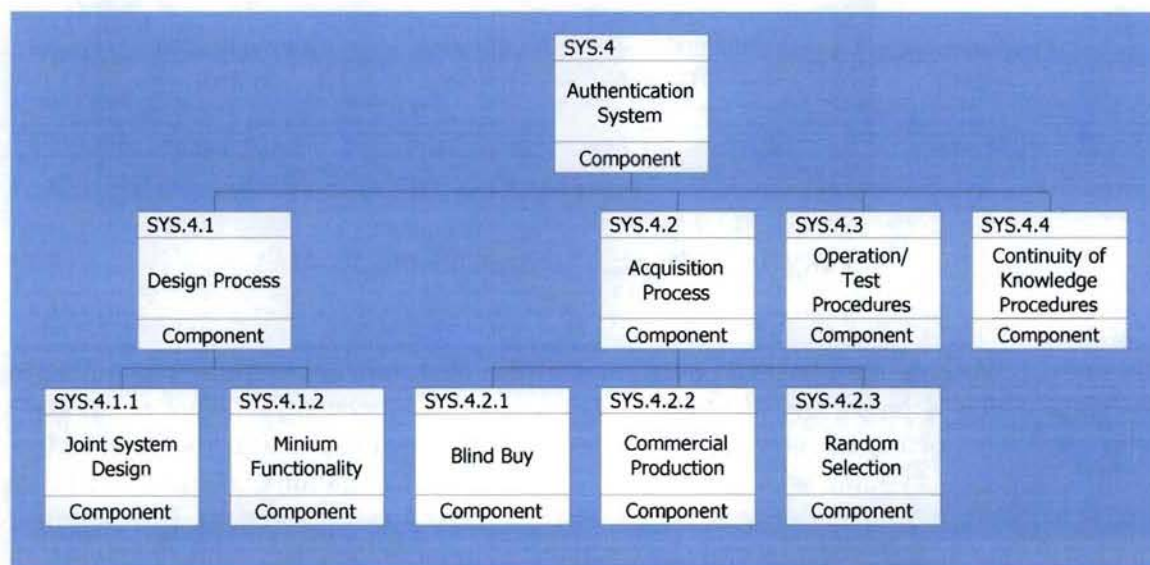 SYS.4
Authentication
System
Component
SYS.4.1
Design Process
Component
SYS.4.2
Acquisition
Process
Component
SYS.4.3
Operation/
Test
Procedures
Component
SYS.4.4
Continuity of
Knowledge
Procedures
Component
SYS.4.1.1
Joint System
Design
Component
SYS.4.1.2
Minium
Functionality
Component
SYS.4.2.1
Blind Buy
Component
SYS.4.2.2
Commercial
Production
Component
SYS.4.2.3
Random
Selection
Component